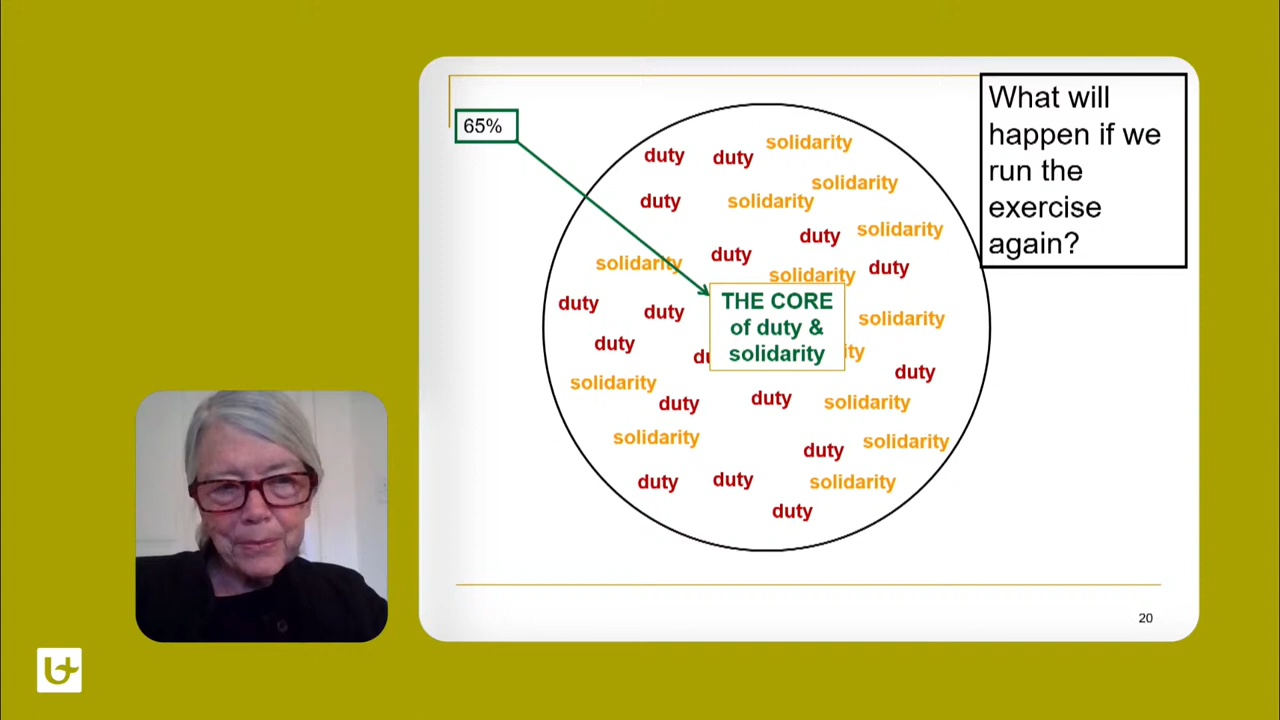 What will
happen if we
run the
exercise
again?
65%
solidarity
duty duty
solidarity
duty solidarity
solidarity
duty
duty
solidarity duty
solidarity
duty
duty
THE CORE
of duty &
solidarity
solidarity
duty
duty
solidarity
duty
duty
solidarity
solidarity
solidarity
duty
duty
duty
solidarity
duty
20